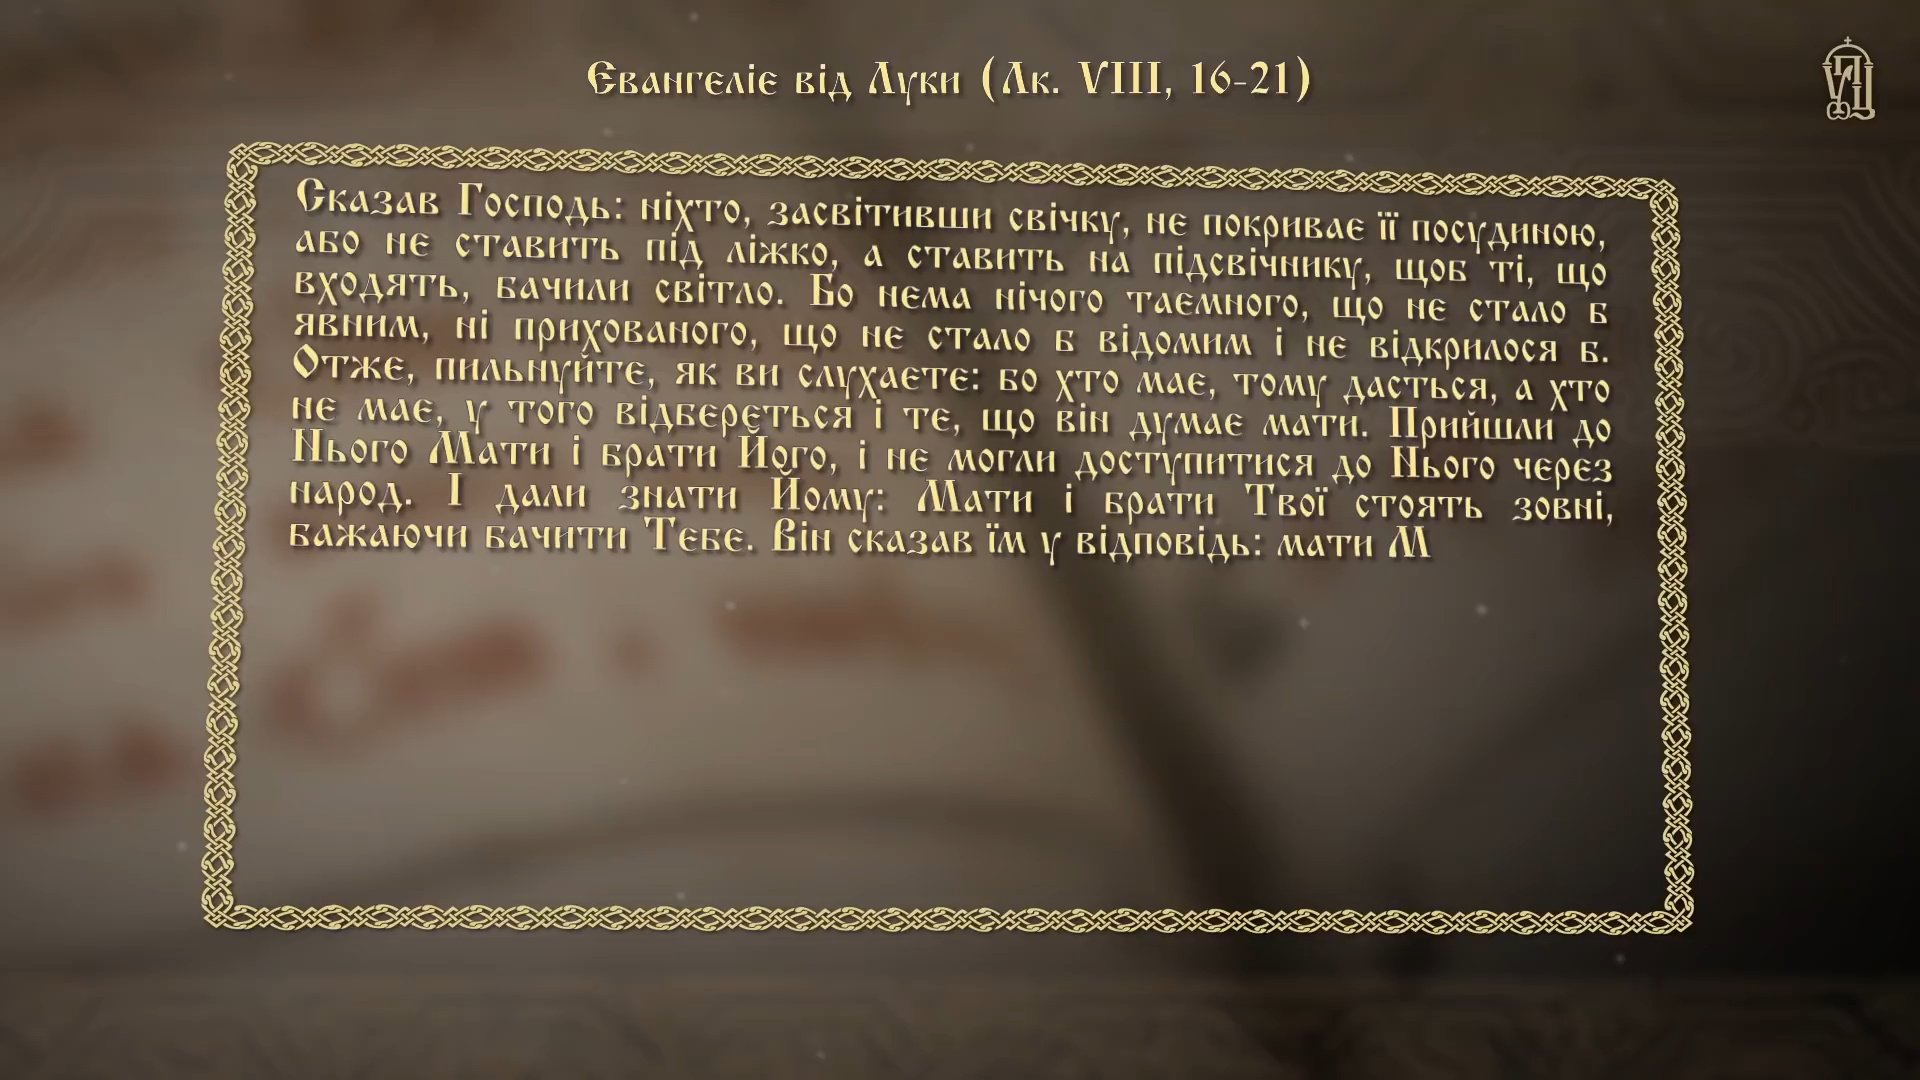 Євангеліє від Луки (Лк. VIII, 16-21)
Сказав Господь: ніхто, засвітивши свічку, не покриває її посудиною,
або не ставить під ліжко, а ставить на підсвічнику, щоб ті, що
входять, бачили світло. Бо нема нічого таємного, що не стало б
явним, ні прихованого, що не стало б відомим і не відкрилося б.
Отже, пильнуйте, як ви слухаєте: бо хто має, тому дасться, а хто
не має, у того відбереться і те, що він думає мати. Прийшли до
Нього Мати і брати Його, і не могли доступитися до Нього через
народ. І дали знати Йому: Мати і брати Твої стоять зовні,
бажаючи бачити Тебе. Він сказав їм у відповідь: мати М